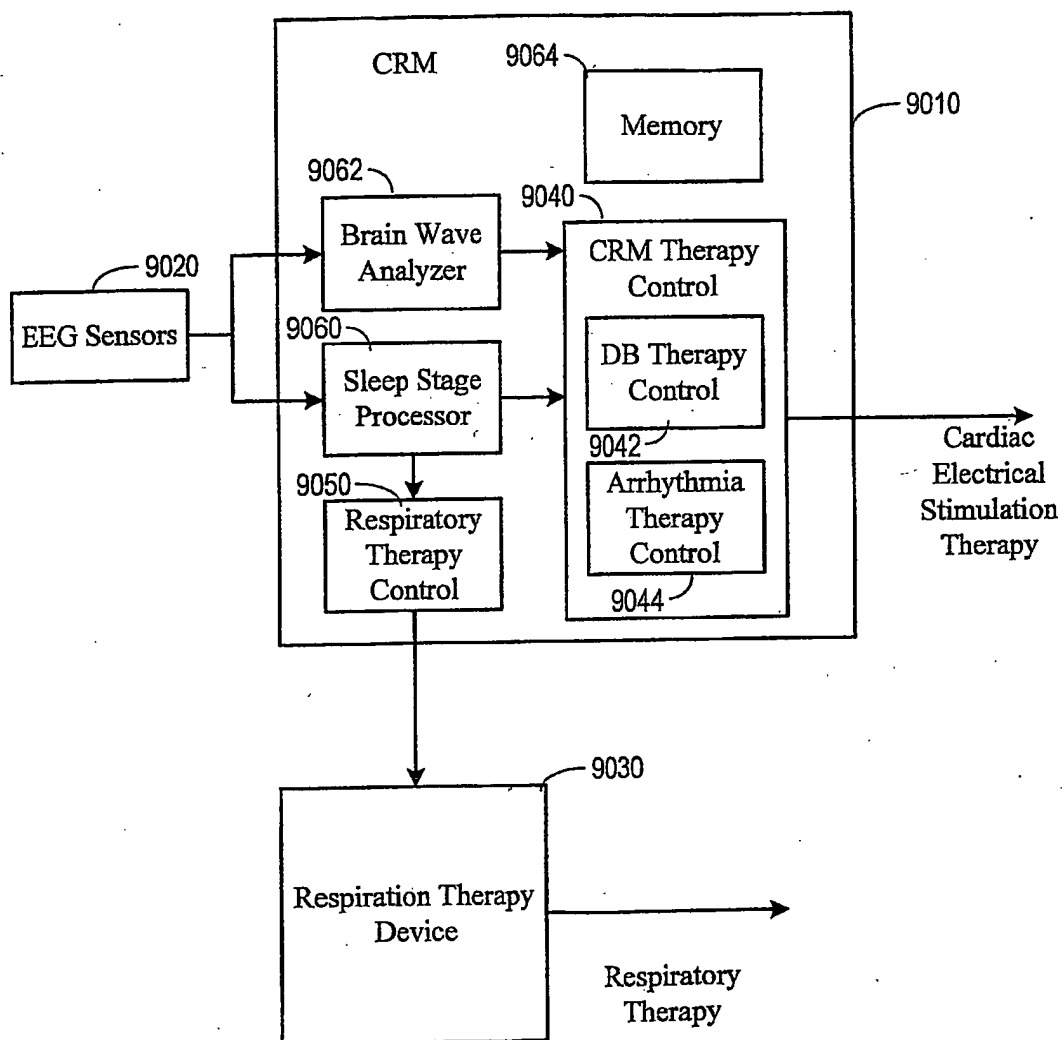 CRM
9064
Memory
9010
9062
Brain Wave
Analyzer
9040
CRM Therapy
Control
9020
EEG Sensors
9060
Sleep Stage
Processor
DB Therapy
Control
9042
Cardiac
Electrical
Stimulation
Therapy
9050
Respiratory
Therapy
Control
Arrhythmia
Therapy
Control
9044
9030
Respiration Therapy
Device
Respiratory
Therapy